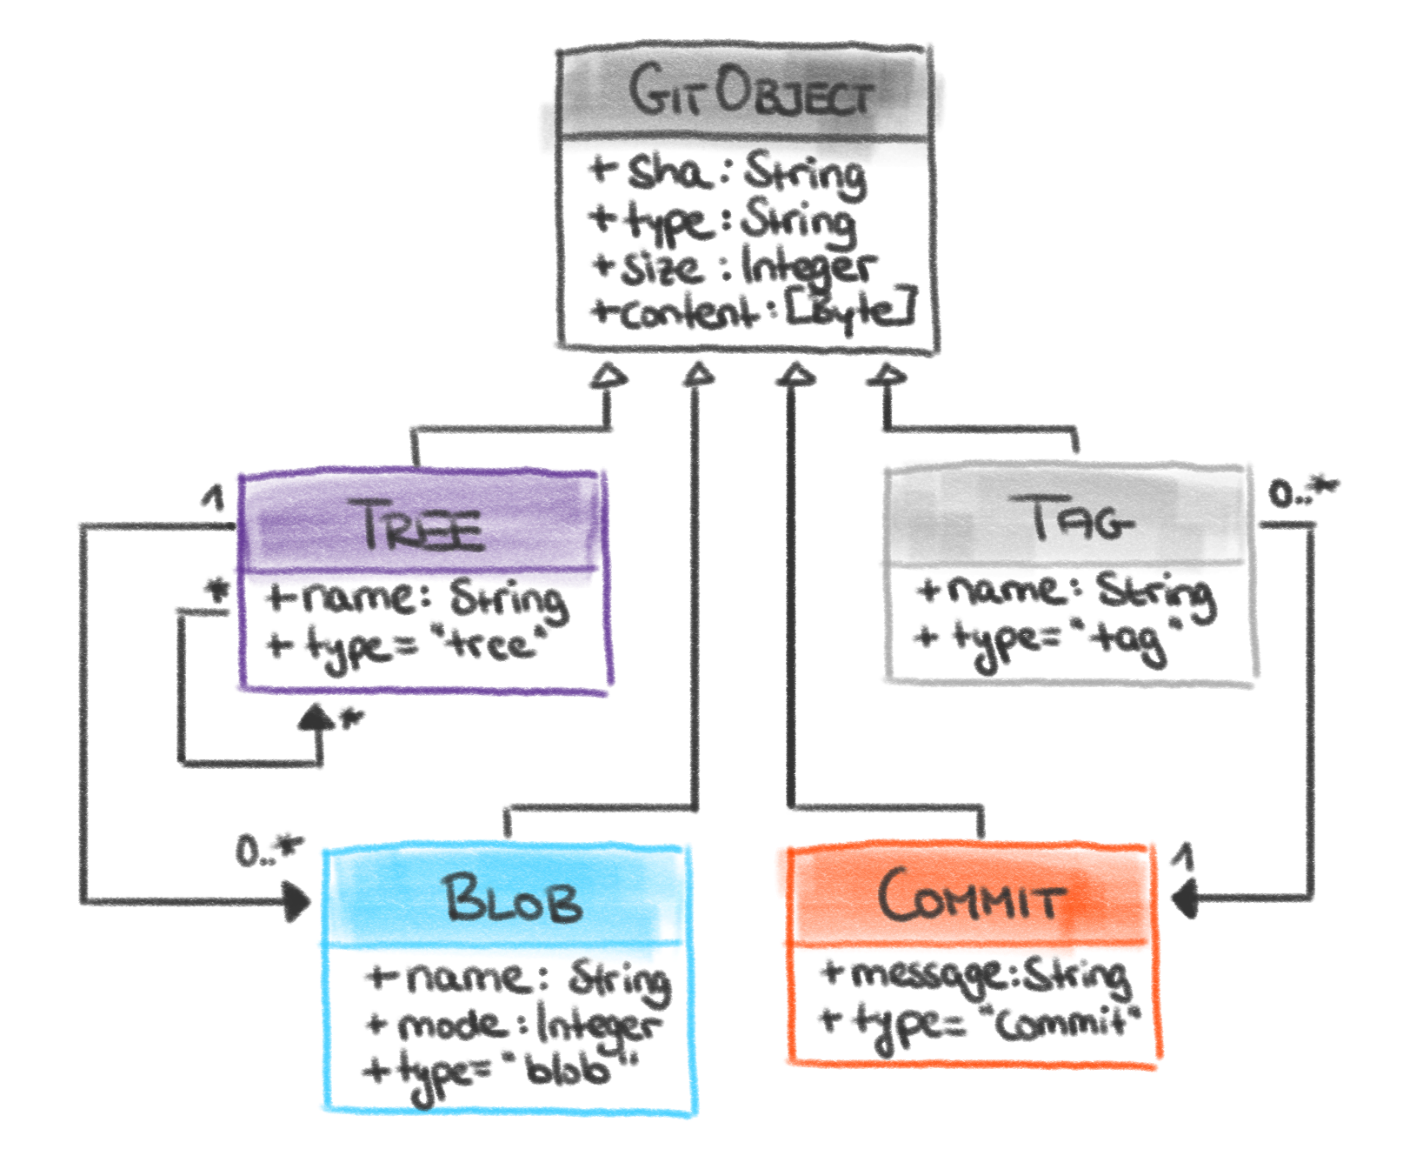 GITOBJECT
+ sha : String
+ type : String
+ size : Integer
+ content : [Byte]
1
TREE
*
+ name : String
+ type = "tree"
*
TAG
0..*
+ name : String
+ type = "tag"
0..*
BLOB
+ name : String
+ mode : Integer
+ type = "blob"
1
COMMIT
+ message : String
+ type = "commit"